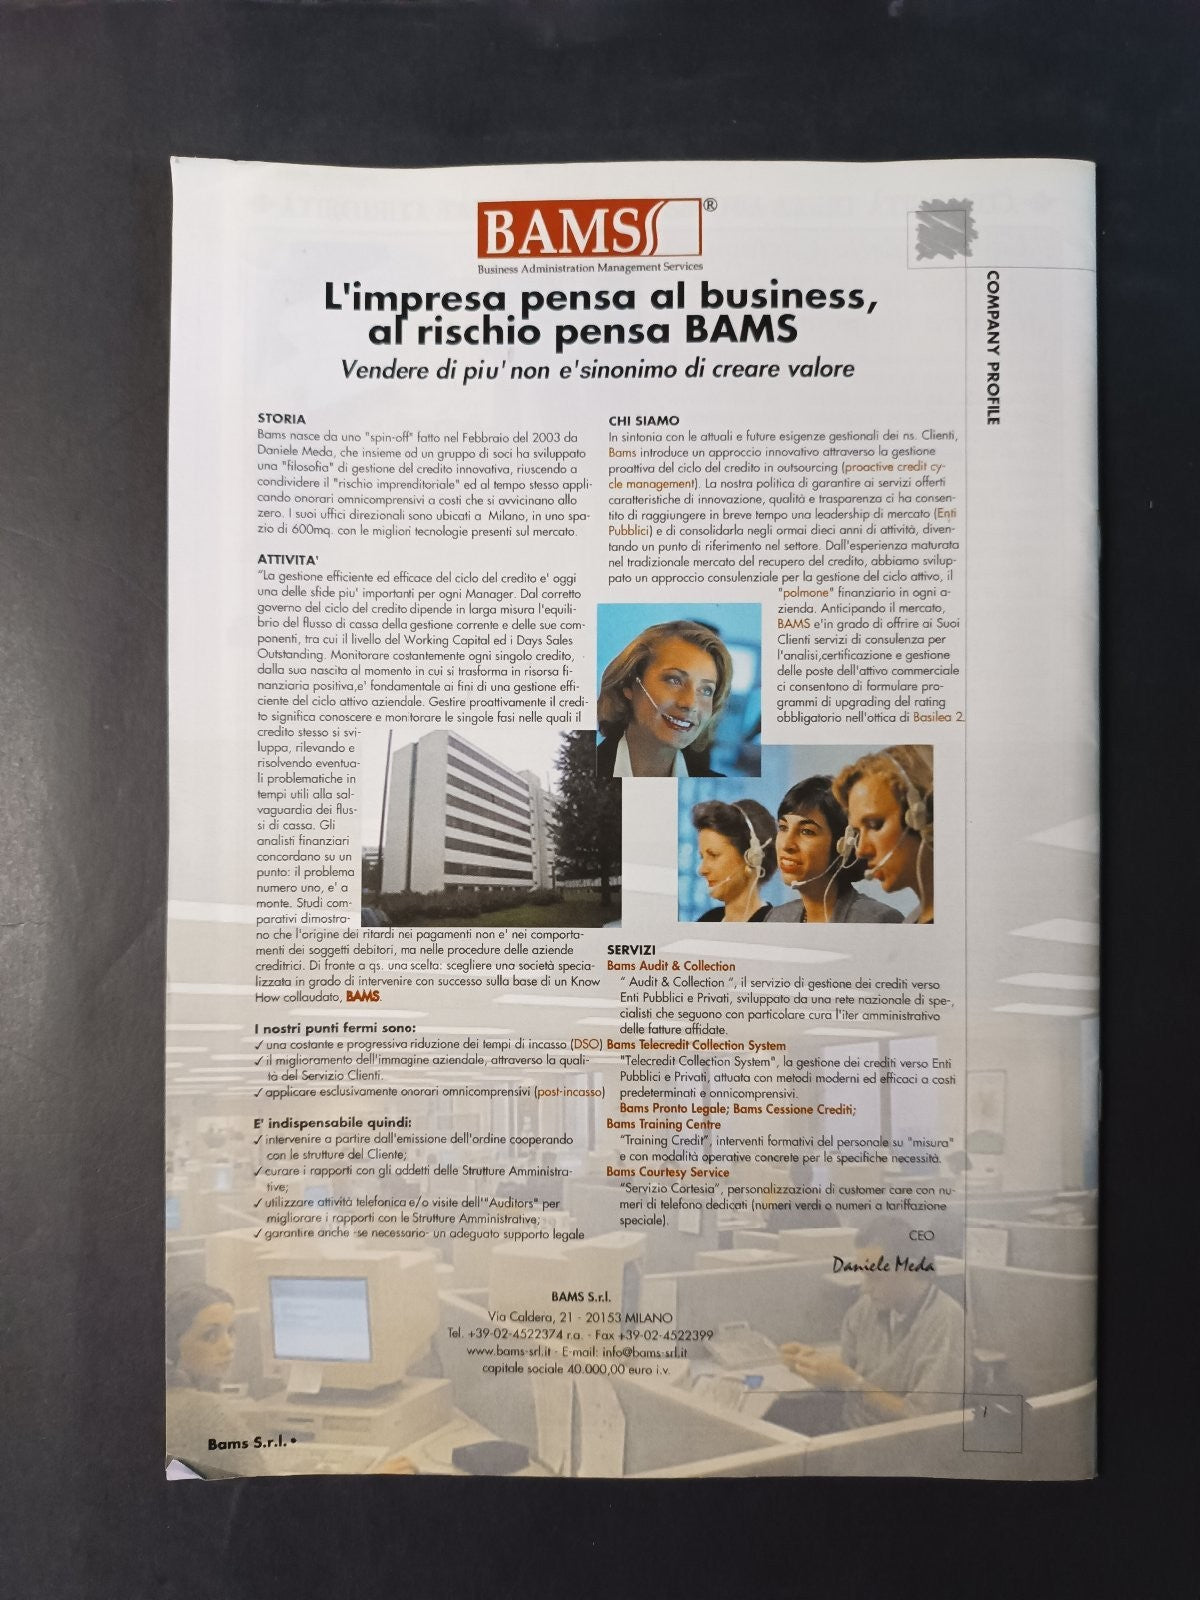 BAMS®
Business Administration Management Services
L'impresa pensa al business,
al rischio pensa BAMS
Vendere di piu' non e'sinonimo di creare valore
COMPANY PROFILE
STORIA
Bams nasce da uno "spin-off" fatto nel Febbraio del 2003 da
Daniele Meda, che insieme ad un gruppo di soci ha sviluppato
una "filosofia" di gestione del credito innovativa, riuscendo a
condividere il "rischio imprenditoriale" ed al tempo stesso appli-
cando onorari omnicomprensivi a costi che si avvicinano allo
zero. I suoi uffici direzionali sono ubicati a Milano, in uno spa-
zio di 600mq. con le migliori tecnologie presenti sul mercato.
ATTIVITA'
"La gestione efficiente ed efficace del ciclo del credito e' oggi
una delle sfide piu' importanti per ogni Manager. Dal corretto
governo del ciclo del credito dipende in larga misura l'equili-
brio del flusso di cassa della gestione corrente e delle sue com-
ponenti, tra cui il livello del Working Capital ed i Days Sales
Outstanding. Monitorare costantemente ogni singolo credito,
dalla sua nascita al momento in cui si trasforma in risorsa fi-
nanziaria positiva,e' fondamentale ai fini di una gestione effi-
ciente del ciclo attivo aziendale. Gestire proattivamente il credi-
to significa conoscere e monitorare le singole fasi nelle quali il
credito stesso si svi-
luppa, rilevando e
risolvendo eventua-
li problematiche in
tempi utili alla sal-
vaguardia dei flus-
si di cassa. Gli
analisti finanziari
concordano su un
punto: il problema
numero uno, e' a
monte. Studi com-
parativi dimostra-
no che l'origine dei ritardi nei pagamenti non e' nei comporta-
menti dei soggetti debitori, ma nelle procedure delle aziende
creditrici. Di fronte a qs. una scelta: scegliere una società specia-
lizzata in grado di intervenire con successo sulla base di un Know
How collaudato, BAMS.
I nostri punti fermi sono:
✓ una costante e progressiva riduzione dei tempi di incasso (DSO)
✓ il miglioramento dell'immagine aziendale, attraverso la quali-
tà del Servizio Clienti.
✓ applicare esclusivamente onorari omnicomprensivi (post-incasso)
E' indispensabile quindi:
✓ intervenire a partire dall'emissione dell'ordine cooperando
con le strutture del Cliente;
✓ curare i rapporti con gli addetti delle Strutture Amministra-
tive;
✓ utilizzare attività telefonica e/o visite dell'"Auditors" per
migliorare i rapporti con le Strutture Amministrative;
✓ garantire anche -se necessario- un adeguato supporto legale
CHI SIAMO
In sintonia con le attuali e future esigenze gestionali dei ns. Clienti,
Bams introduce un approccio innovativo attraverso la gestione
proattiva del ciclo del credito in outsourcing (proactive credit cy-
cle management). La nostra politica di garantire ai servizi offerti
caratteristiche di innovazione, qualità e trasparenza ci ha consen-
tito di raggiungere in breve tempo una leadership di mercato (Enti
Pubblici) e di consolidarla negli ormai dieci anni di attività, diven-
tando un punto di riferimento nel settore. Dall'esperienza maturata
nel tradizionale mercato del recupero del credito, abbiamo svilup-
pato un approccio consulenziale per la gestione del ciclo attivo, il
"polmone" finanziario in ogni a-
zienda. Anticipando il mercato,
BAMS e'in grado di offrire ai Suoi
Clienti servizi di consulenza per
l'analisi,certificazione e gestione
delle poste dell'attivo commerciale
ci consentono di formulare pro-
grammi di upgrading del rating
obbligatorio nell'ottica di Basilea 2.
SERVIZI
Bams Audit & Collection
" Audit & Collection ", il servizio di gestione dei crediti verso
Enti Pubblici e Privati, sviluppato da una rete nazionale di spe-,
cialisti che seguono con particolare cura l'iter amministrativo
delle fatture affidate.
Bams Telecredit Collection System
"Telecredit Collection System", la gestione dei crediti verso Enti
Pubblici e Privati, attuata con metodi moderni ed efficaci a costi
predeterminati e onnicomprensivi.
Bams Pronto Legale; Bams Cessione Crediti;
Bams Training Centre
"Training Credit", interventi formativi del personale su "misura"
e con modalità operative concrete per le specifiche necessità.
Bams Courtesy Service
"Servizio Cortesia", personalizzazioni di customer care con nu-
meri di telefono dedicati (numeri verdi o numeri a tariffazione
speciale).
CEO
Daniele Meda
BAMS S.r.l.
Via Caldera, 21 - 20153 MILANO
Tel. +39-02-4522374 r.a. - Fax +39-02-4522399
www.bams-srl.it - E-mail: info@bams-srl.it
capitale sociale 40.000,00 euro i.v.
Bams S.r.l. •